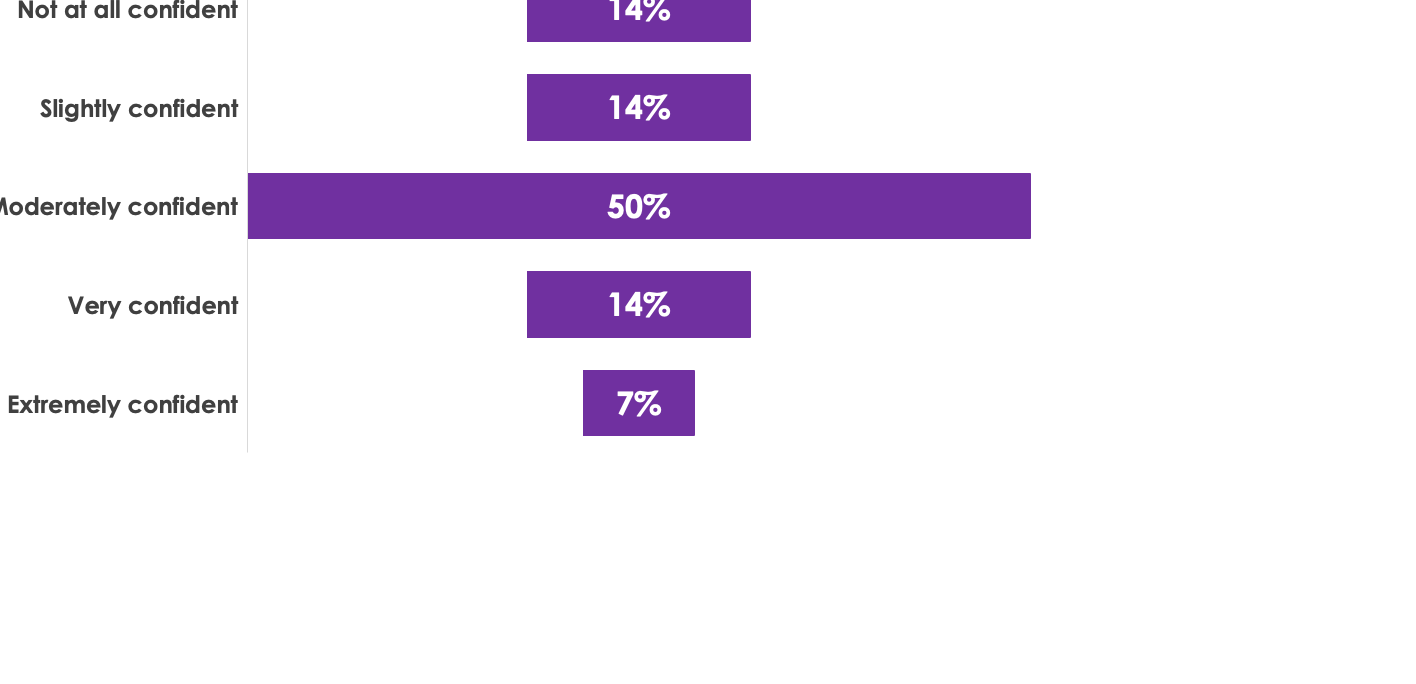 Not at all confident 14%
Slightly confident 14%
Moderately confident 50%
Very confident 14%
Extremely confident 7%